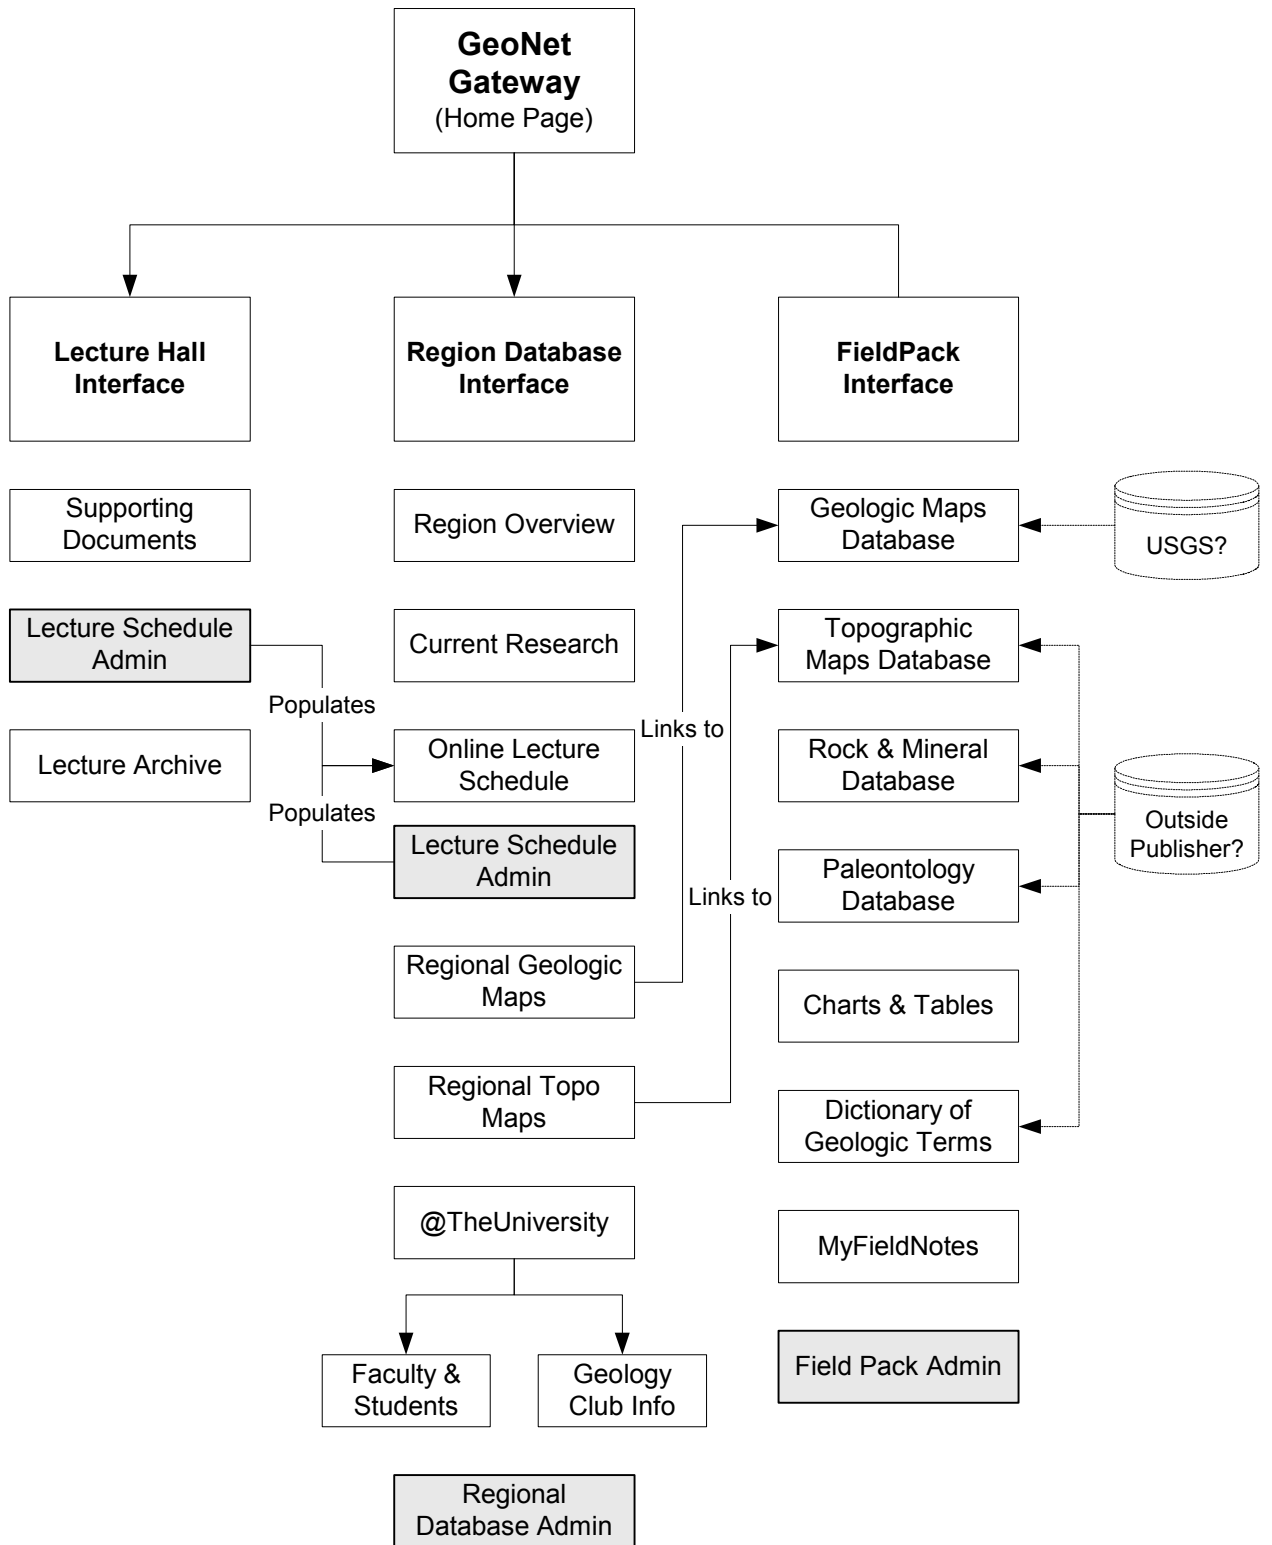 GeoNet
Gateway
(Home Page)
Lecture Hall
Interface
Region Database
Interface
FieldPack
Interface
Supporting
Documents
Region Overview
Geologic Maps
Database
USGS?
Lecture Schedule
Admin
Current Research
Topographic
Maps Database
Populates
Links to
Lecture Archive
Online Lecture
Schedule
Rock & Mineral
Database
Populates
Outside
Publisher?
Lecture Schedule
Admin
Links to
Paleontology
Database
Regional Geologic
Maps
Charts & Tables
Regional Topo
Maps
Dictionary of
Geologic Terms
@TheUniversity
MyFieldNotes
Faculty &
Students
Geology
Club Info
Field Pack Admin
Regional
Database Admin